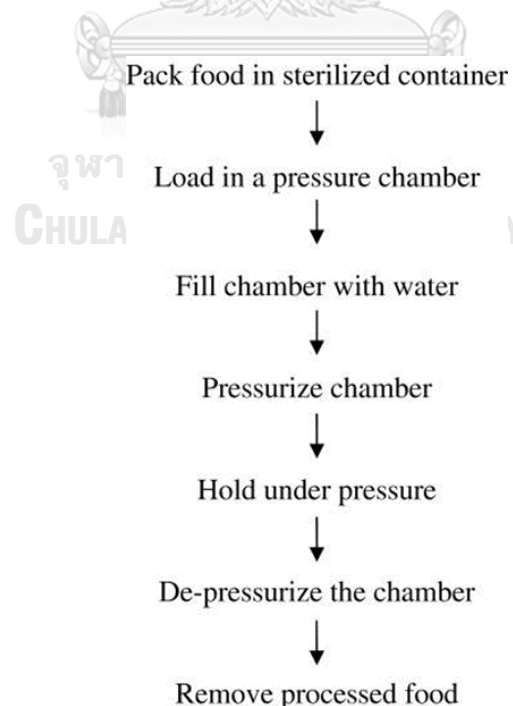 Pack food in sterilized container
จุฬา
Load in a pressure chamber
CHULA
Fill chamber with water
Pressurize chamber
Hold under pressure
De-pressurize the chamber
Remove processed food